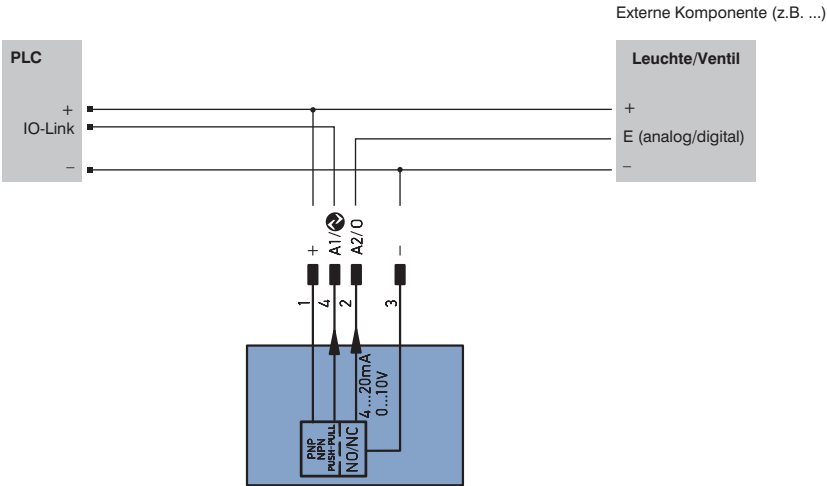 Externe Komponente (z.B. ...)
PLC
Leuchte/Ventil
+
+
IO-Link
E (analog/digital)
−
−
+
A1/
A2/O
−
1
4
2
3
4...20mA
0...10V
PNP
NPN
PUSH-PULL
NO/NC